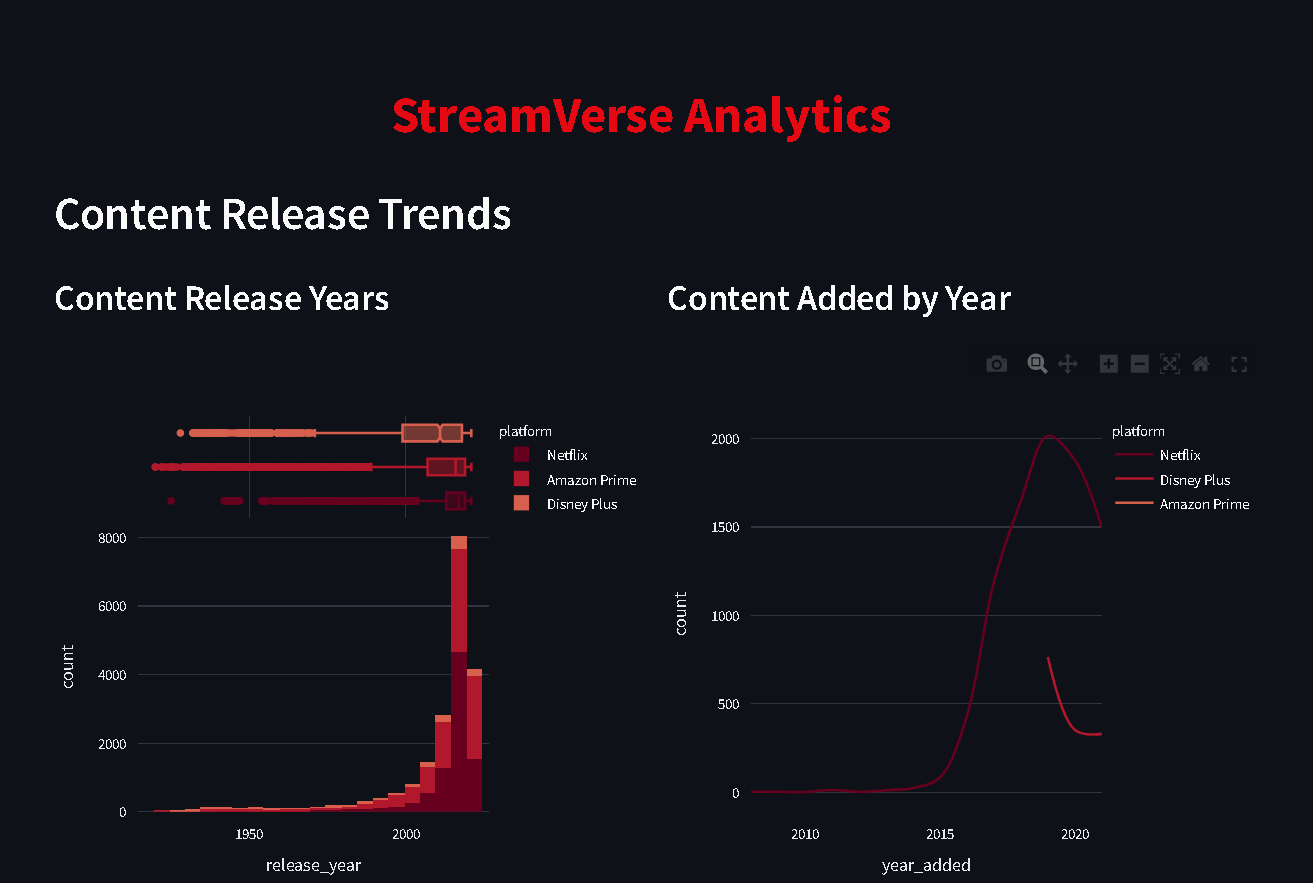 StreamVerse Analytics
Content Release Trends
Content Release Years
platform
Netflix
Amazon Prime
Disney Plus
8000
6000
4000
2000
0
count
1950
2000
release_year
Content Added by Year
platform
Netflix
Disney Plus
Amazon Prime
2000
1500
1000
500
0
count
2010
2015
2020
year_added